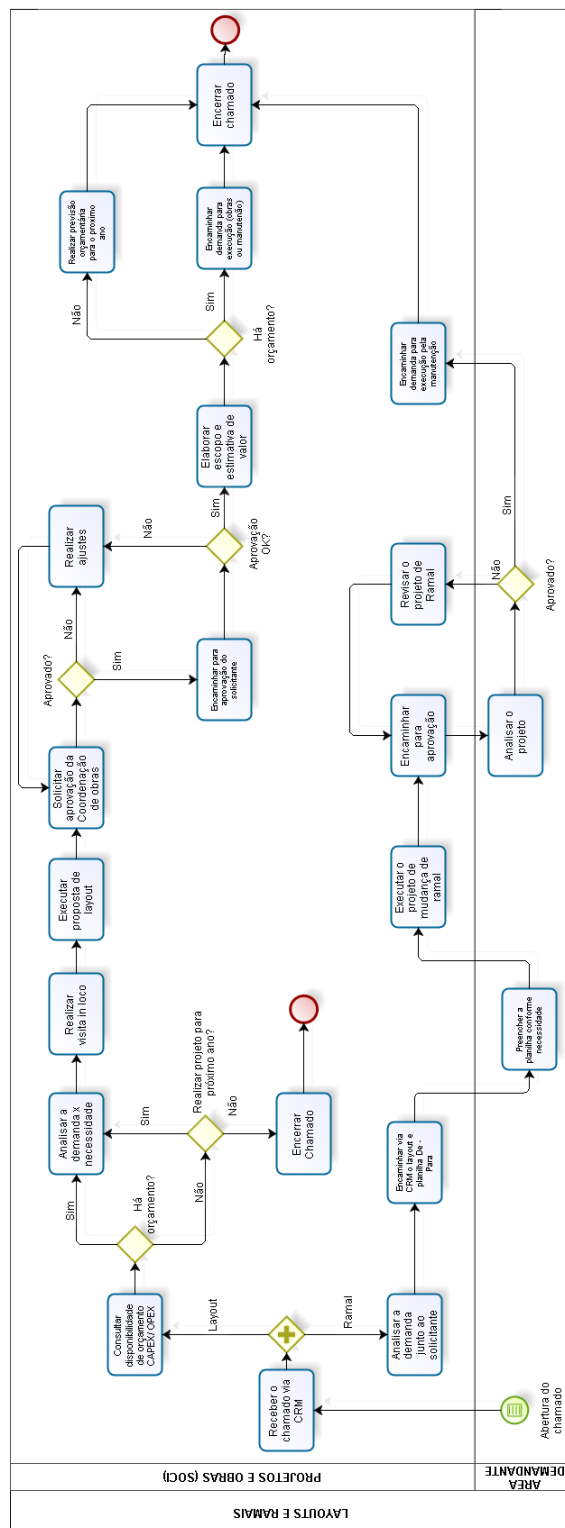 LAYOUTS E RAMAIS
PROJETOS E OBRAS (SOCI)
AREA
DEMANDANTE
Abertura do
chamado
Receber o
chamado via
CRM
Layout
Ramal
Consultar
disponibilidade
de orçamento
CAPEX/ OPEX
Há
orçamento?
Sim
Não
Analisar a
demanda x
necessidade
Realizar projeto para
próximo ano?
Sim
Não
Encerrar
Chamado
Realizar
visita in loco
Executar
proposta de
layout
Solicitar
aprovação da
Coordenação
de obras
Aprovado?
Não
Sim
Realizar
ajustes
Encaminhar para
aprovação do
solicitante
Aprovação
OK?
Não
Sim
Elaborar
escopo e
estimativa de
valor
Há
orçamento?
Não
Sim
Realizar previsão
orçamentária
para o proximo
ano
Encaminhar
demanda para
execução (obras
ou manutenão)
Encerrar
chamado
Analisar a
demanda
junto ao
solicitante
Encaminhar via
CRM o layout e
planilha De -
Para
Preencher a
planilha conforme
necessidade
Executar o
projeto de
mudança de
ramal
Encaminhar
para
aprovação
Analisar o
projeto
Aprovado?
Não
Sim
Revisar o
projeto de
Ramal
Encaminhar
demanda para
execução pela
manutenção